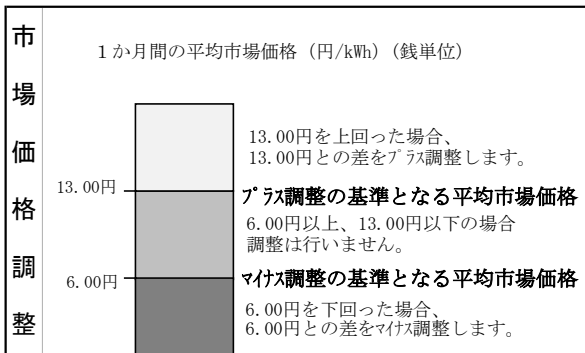 市場価格調整
1か月間の平均市場価格（円/kWh）（銭単位）
13.00円を上回った場合、
13.00円との差をﾌﾟﾗｽ調整します。
13.00円
ﾌﾟﾗｽ調整の基準となる平均市場価格
6.00円以上、13.00円以下の場合
調整は行いません。
6.00円
ﾏｲﾅｽ調整の基準となる平均市場価格
6.00円を下回った場合、
6.00円との差をﾏｲﾅｽ調整します。